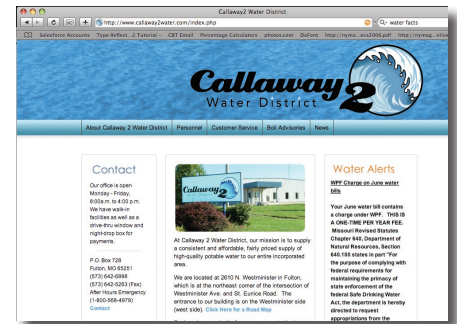 Callaway2 Water District
http://www.callaway2water.com/index.php
Q- water facts
Salesforce Accounts Type Reflect...2 Tutorial – CBT Email Percentage Calculators photos.com DaFont
Callaway 2
Water District
About Callaway 2 Water District Personnel Customer Service Boil Advisories News
Contact
Our office is open
Monday - Friday,
8:00a.m. to 4:00 p.m.
We have walk-in
facilities as well as a
drive-thru window and
night-drop box for
payments.
P.O. Box 728
Fulton, MO 65251
(573) 642-6898
(573) 642-5263 (Fax)
After Hours Emergency
(1-800-568-4979)
Contact
Callaway 2
At Callaway 2 Water District, our mission is to supply
a consistent and affordable, fairly priced supply of
high-quality potable water to our entire incorporated
area.
We are located at 2610 N. Westminister in Fulton,
which is at the northeast corner of the intersection of
Westminister Ave. and St. Eunice Road. The
entrance to our building is on the Westminister side
(west side). Click Here for a Road Map
Water Alerts
WPF Charge on June water
bills
Your June water bill contains
a charge under WPF. THIS IS
A ONE-TIME PER YEAR FEE.
Missouri Revised Statutes
Chapter 640, Department of
Natural Resources, Section
640.100 states in part "For
the purpose of complying with
federal requirements for
maintaining the primacy of
state enforcement of the
federal Safe Drinking Water
Act, the department is hereby
directed to request
appropriations from the